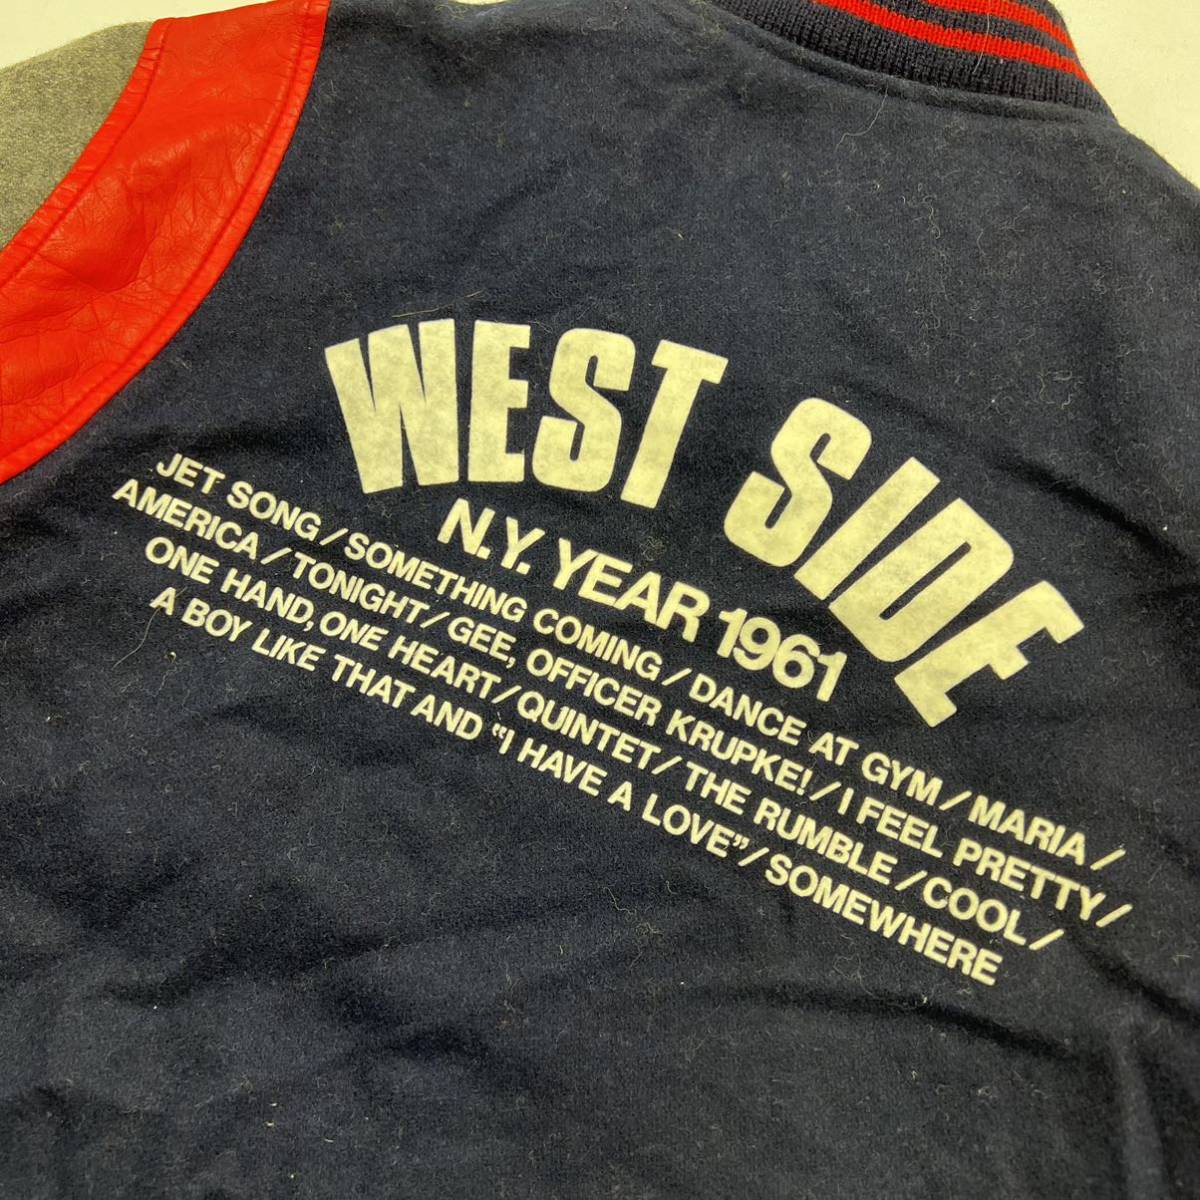 WEST SIDE
N.Y. YEAR 1961
JET SONG/SOMETHING COMING/DANCE AT GYM/MARIA/
AMERICA/TONIGHT/GEE, OFFICER KRUPKE!/I FEEL PRETTY/
ONE HAND, ONE HEART/QUINTET/THE RUMBLE/COOL/
A BOY LIKE THAT AND “I HAVE A LOVE”/SOMEWHERE